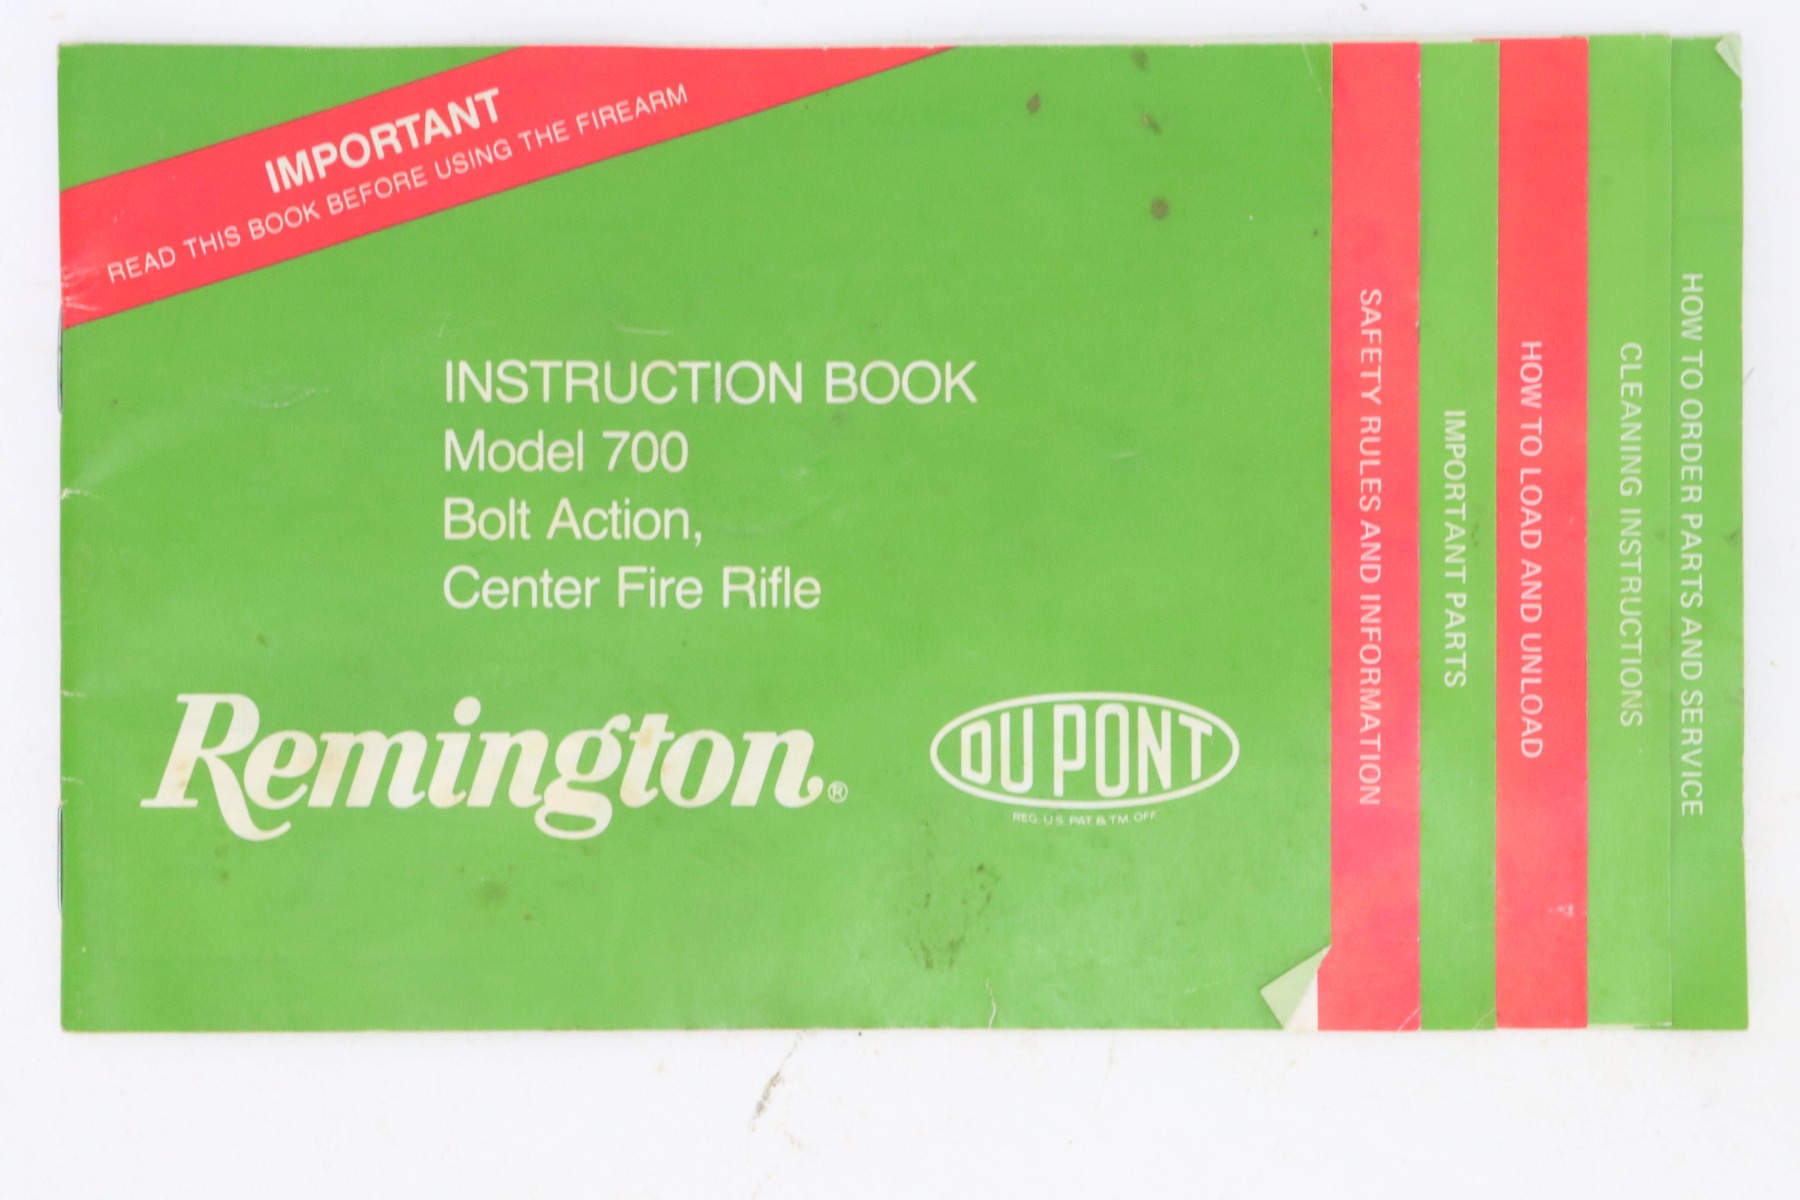 IMPORTANT
READ THIS BOOK BEFORE USING THE FIREARM
INSTRUCTION BOOK
Model 700
Bolt Action,
Center Fire Rifle
Remington®
DU PONT
REG. U.S. PAT. & TM. OFF.
SAFETY RULES AND INFORMATION
IMPORTANT PARTS
HOW TO LOAD AND UNLOAD
CLEANING INSTRUCTIONS
HOW TO ORDER PARTS AND SERVICE